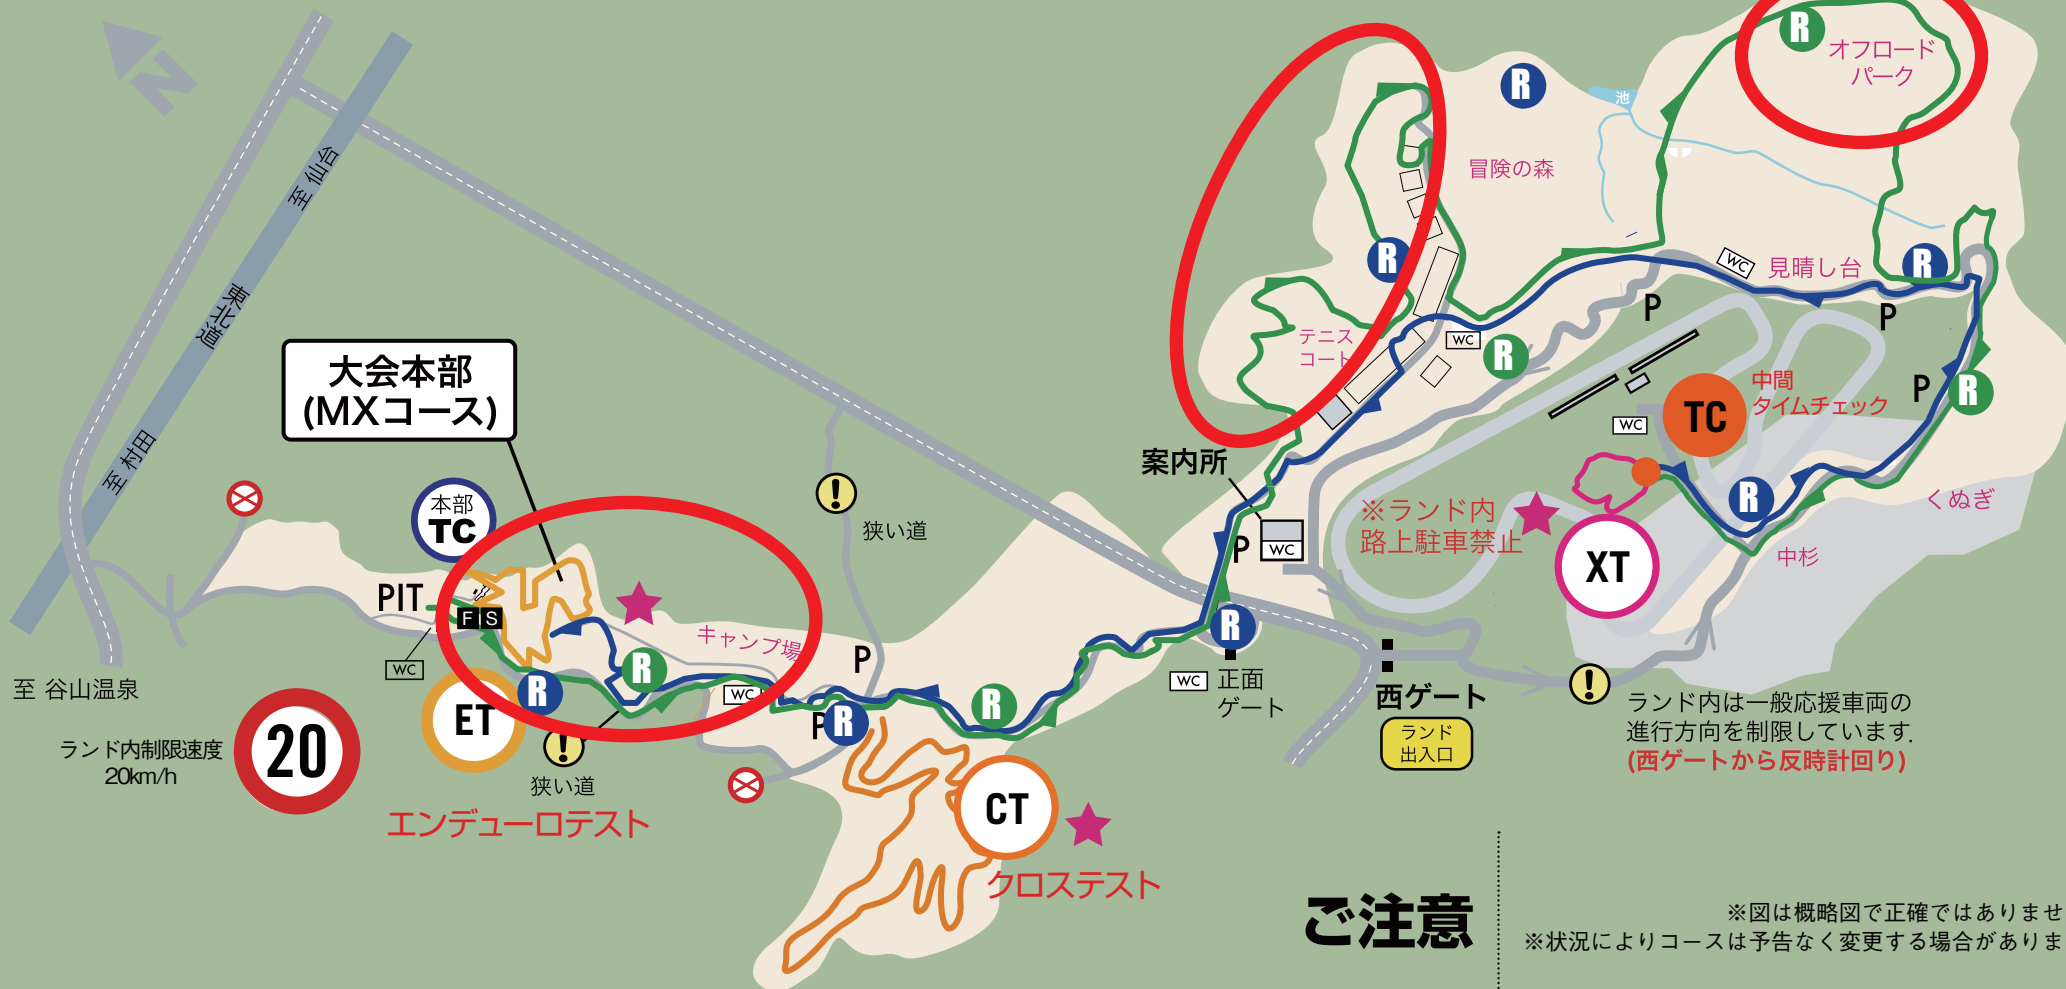 N
至 仙台
東北道
至 村田
大会本部
(MXコース)
本部
TC
PIT
F S
WC
至 谷山温泉
ランド内制限速度
20km/h
20
ET
エンデューロテスト
!
狭い道
R
R
キャンプ場
WC
P
!
狭い道
P
R
R
CT
クロステスト
R
正面
ゲート
WC
案内所
WC
P
テニス
コート
R
R
冒険の森
池
R
オフロード
パーク
WC
R
WC
見晴し台
R
P
P
P
R
TC
中間
タイムチェック
WC
※ランド内
路上駐車禁止
XT
R
くぬぎ
中杉
西ゲート
ランド
出入口
!
ランド内は一般応援車両の
進行方向を制限しています.
(西ゲートから反時計回り)
ご注意
※図は概略図で正確ではありませ
※状況によりコースは予告なく変更する場合がありま